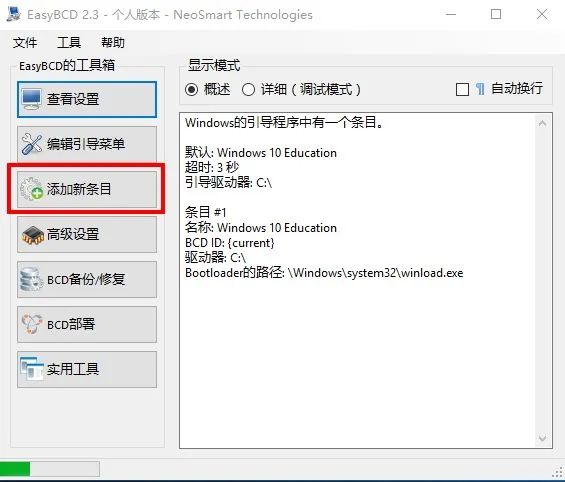 EasyBCD 2.3 - 个人版本 - NeoSmart Technologies
文件 工具 帮助
EasyBCD的工具箱
查看设置
编辑引导菜单
添加新条目
高级设置
BCD备份/修复
BCD部署
实用工具
显示模式
概述 详细（调试模式） ¶ 自动换行
Windows的引导程序中有一个条目。
默认: Windows 10 Education
超时: 3 秒
引导驱动器: C:\
条目 #1
名称: Windows 10 Education
BCD ID: {current}
驱动器: C:\
Bootloader的路径: \Windows\system32\winload.exe